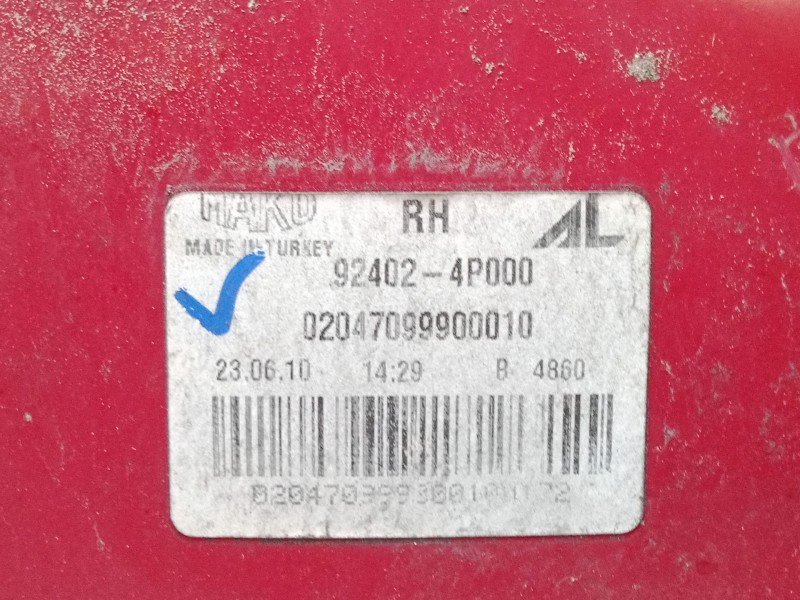 HAKO RH AL
MADE IN TURKEY
92402-4P000
02047099900010
23.06.10 14:29 B 4860